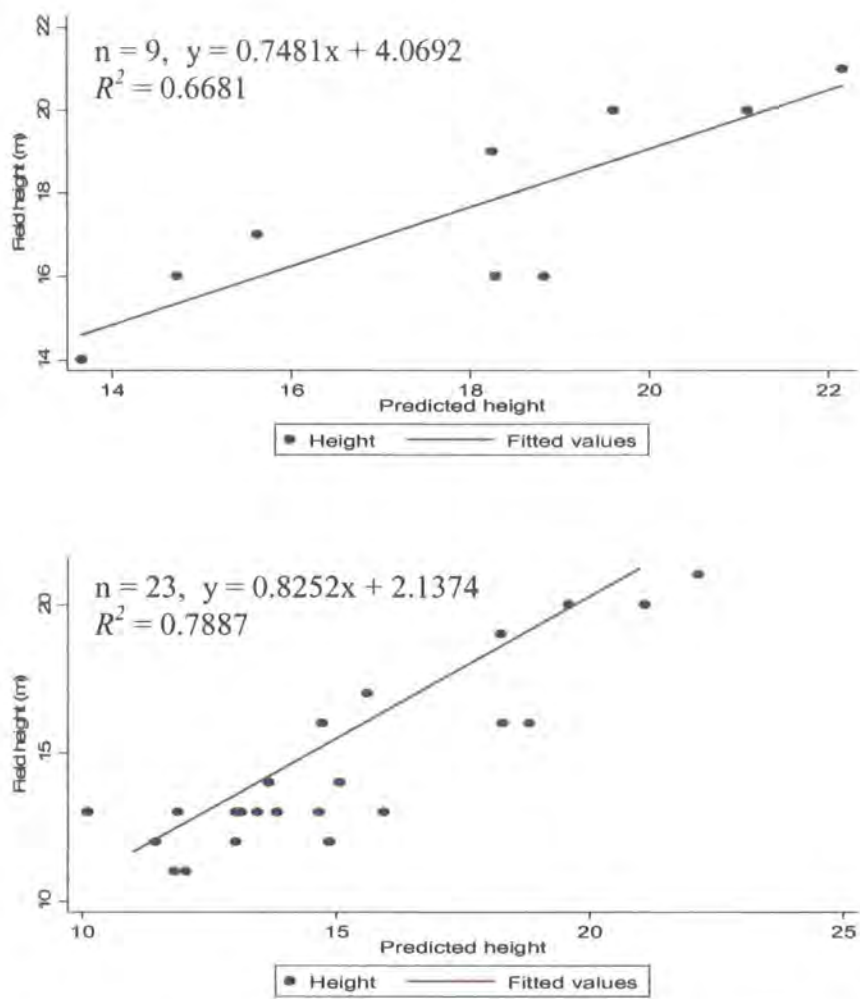 n = 9, y = 0.7481x + 4.0692
R² = 0.6681
22
20
18
16
14
Field height (m)
14 16 18 20 22
Predicted height
Height Fitted values
n = 23, y = 0.8252x + 2.1374
R² = 0.7887
20
15
10
Field height (m)
10 15 20 25
Predicted height
Height Fitted values